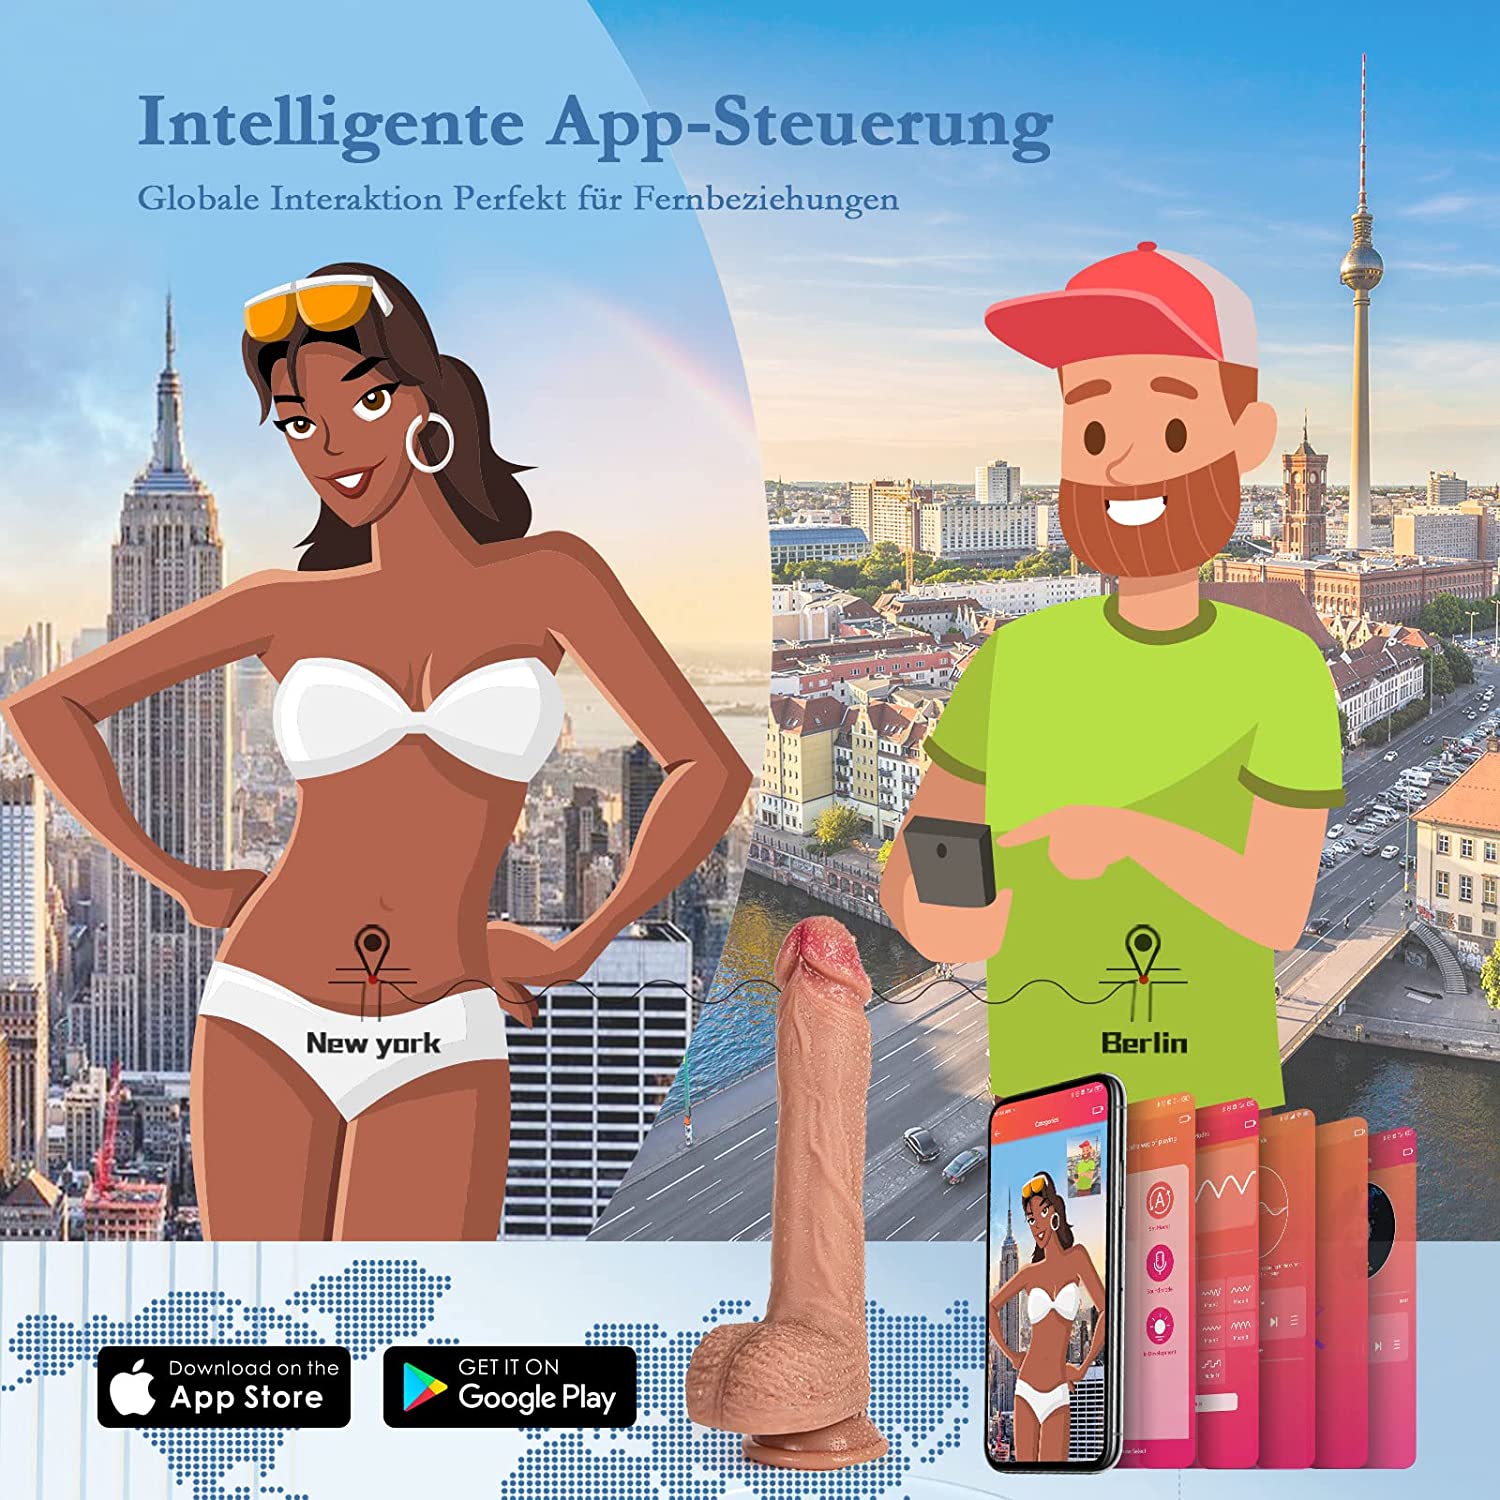 Intelligente App-Steuerung
Globale Interaktion Perfekt für Fernbeziehungen
New york
Berlin
Categories
Download on the
App Store
GET IT ON
Google Play